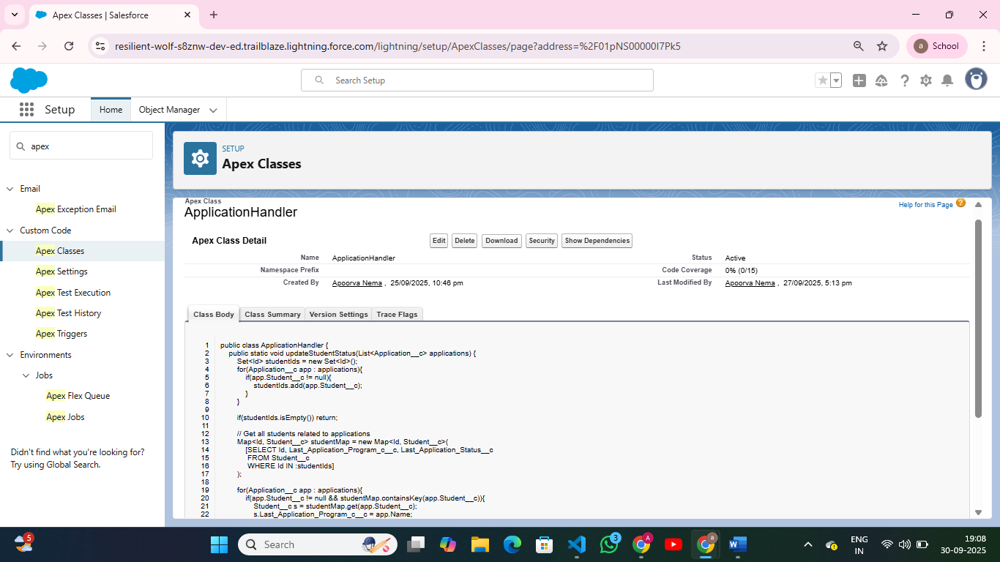 Apex Classes | Salesforce
resilient-wolf-s8znw-dev-ed.trailblaze.lightning.force.com/lightning/setup/ApexClasses/page?address=%2F01pNS00000I7Pk5
a School
Search Setup
Setup Home Object Manager
apex
Email
Apex Exception Email
Custom Code
Apex Classes
Apex Settings
Apex Test Execution
Apex Test History
Apex Triggers
Environments
Jobs
Apex Flex Queue
Apex Jobs
Didn't find what you're looking for?
Try using Global Search.
SETUP
Apex Classes
Apex Class
ApplicationHandler
Help for this Page ?
Apex Class Detail Edit Delete Download Security Show Dependencies
Name ApplicationHandler Status Active
Namespace Prefix Code Coverage 0% (0/15)
Created By Apoorva Nema , 25/09/2025, 10:46 pm Last Modified By Apoorva Nema , 27/09/2025, 5:13 pm
Class Body Class Summary Version Settings Trace Flags
1 public class ApplicationHandler {
2 public static void updateStudentStatus(List<Application__c> applications) {
3 Set<Id> studentIds = new Set<Id>();
4 for(Application__c app : applications){
5 if(app.Student__c != null){
6 studentIds.add(app.Student__c);
7 }
8 }
9
10 if(studentIds.isEmpty()) return;
11
12 // Get all students related to applications
13 Map<Id, Student__c> studentMap = new Map<Id, Student__c>(
14 [SELECT Id, Last_Application_Program_c__c, Last_Application_Status__c
15 FROM Student__c
16 WHERE Id IN :studentIds]
17 );
18
19 for(Application__c app : applications){
20 if(app.Student__c != null && studentMap.containsKey(app.Student__c)){
21 Student__c s = studentMap.get(app.Student__c);
22 s.Last_Application_Program_c__c = app.Name;
5
Search
3
A
a
ENG
IN
19:08
30-09-2025